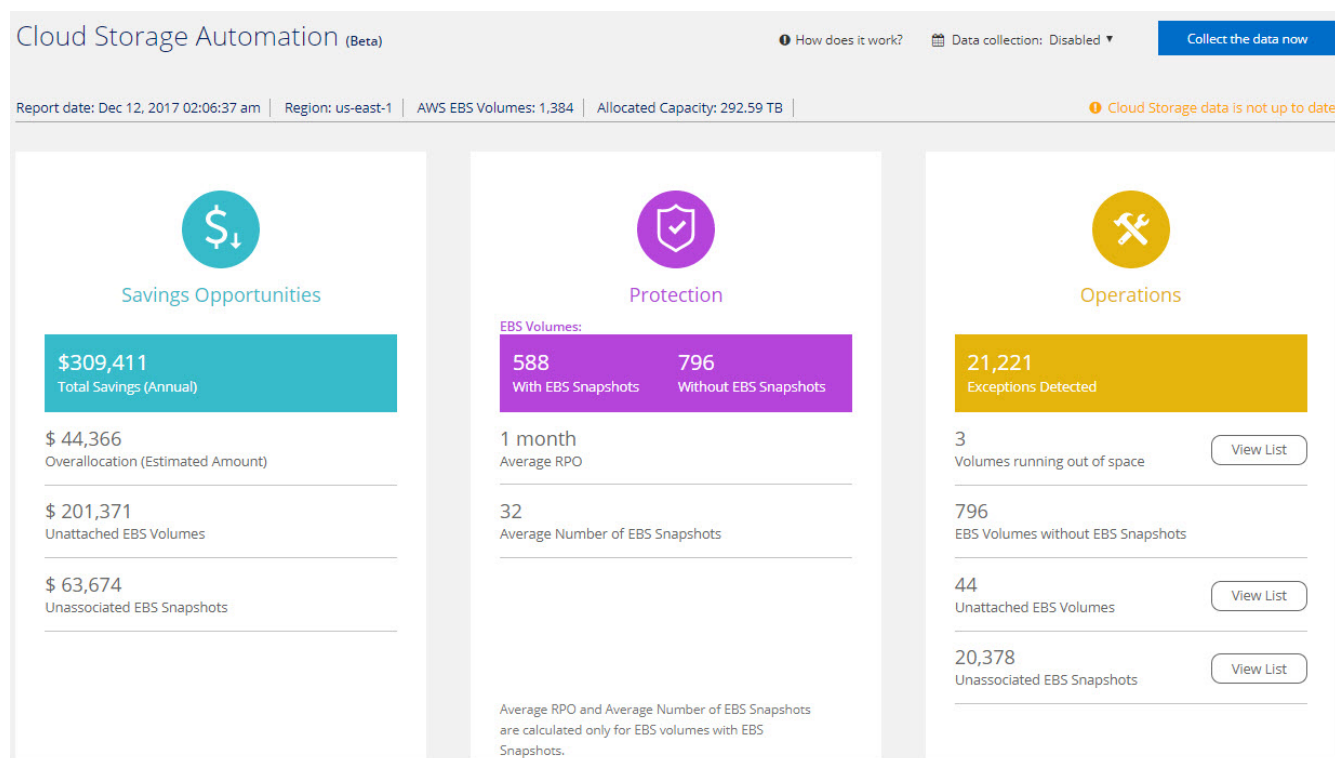 Cloud Storage Automation (Beta)
How does it work?
Data collection: Disabled
Collect the data now
Report date: Dec 12, 2017 02:06:37 am | Region: us-east-1 | AWS EBS Volumes: 1,384 | Allocated Capacity: 292.59 TB |
Cloud Storage data is not up to date
Savings Opportunities
$309,411
Total Savings (Annual)
$ 44,366
Overallocation (Estimated Amount)
$ 201,371
Unattached EBS Volumes
$ 63,674
Unassociated EBS Snapshots
Protection
EBS Volumes:
588
With EBS Snapshots
796
Without EBS Snapshots
1 month
Average RPO
32
Average Number of EBS Snapshots
Average RPO and Average Number of EBS Snapshots
are calculated only for EBS volumes with EBS
Snapshots.
Operations
21,221
Exceptions Detected
3
Volumes running out of space
View List
796
EBS Volumes without EBS Snapshots
44
Unattached EBS Volumes
View List
20,378
Unassociated EBS Snapshots
View List